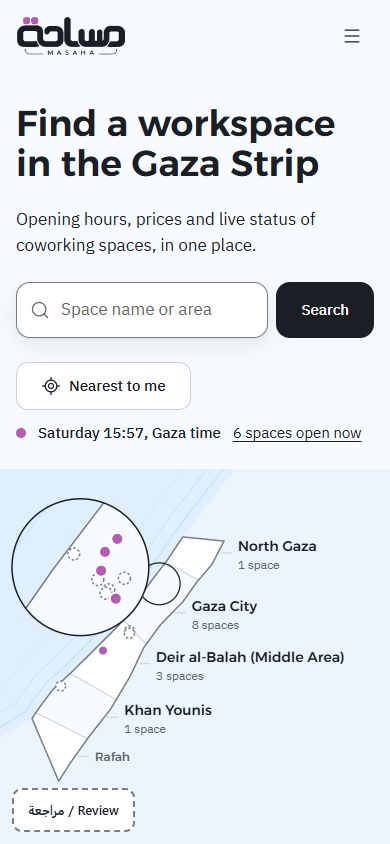 مساحة
MASAHA
Find a workspace
in the Gaza Strip
Opening hours, prices and live status of
coworking spaces, in one place.
Space name or area
Search
Nearest to me
Saturday 15:57, Gaza time 6 spaces open now
North Gaza
1 space
Gaza City
8 spaces
Deir al-Balah (Middle Area)
3 spaces
Khan Younis
1 space
Rafah
مراجعة / Review